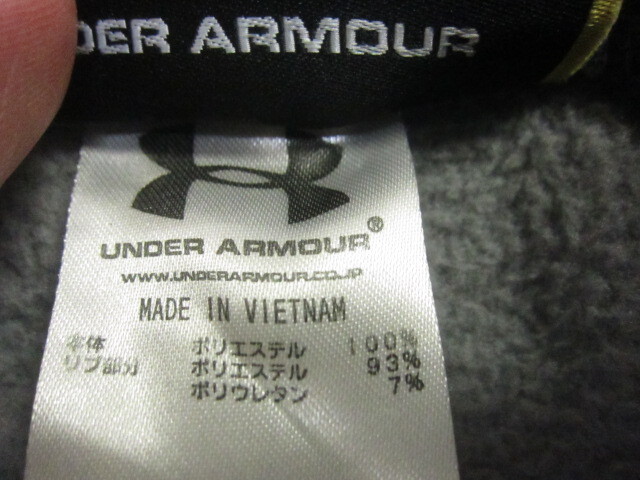 DER ARMOUR
UNDER ARMOUR®
WWW.UNDERARMOUR.CO.JP
MADE IN VIETNAM
本体 ポリエステル 100%
リブ部分 ポリエステル 93%
ポリウレタン 7%